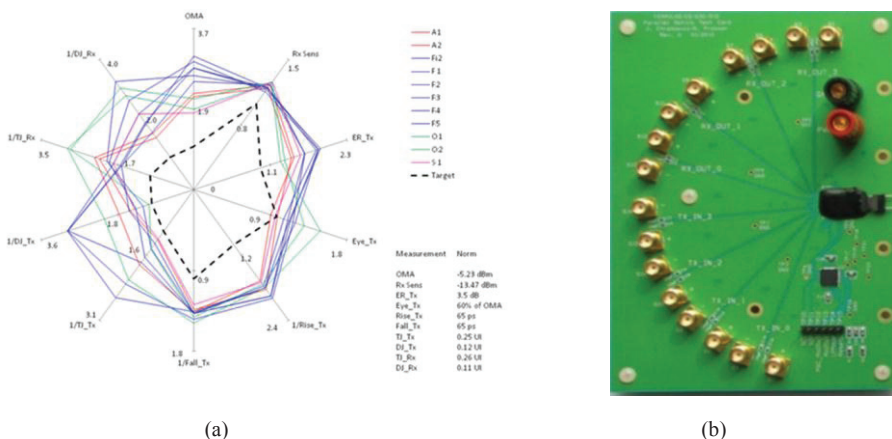 OMA
3.7
1/DJ_Rx
4.0
Rx Sens
1.5
1.9
2.0
0.8
1/TJ_Rx
3.5
1.7
ER_Tx
2.3
1.1
0
1/DJ_Tx
3.6
1.8
0.9
Eye_Tx
1.8
1.6
1.2
0.9
1/TJ_Tx
3.1
1/Rise_Tx
2.4
1/Fall_Tx
1.8
A1
A2
Fi2
F1
F2
F3
F4
F5
O1
O2
S1
Target
Measurement Norm
OMA -5.23 dBm
Rx Sens -13.47 dBm
ER_Tx 3.5 dB
Eye_Tx 60% of OMA
Rise_Tx 65 ps
Fall_Tx 65 ps
TJ_Tx 0.25 UI
DJ_Tx 0.12 UI
TJ_Rx 0.26 UI
DJ_Rx 0.11 UI
Parallel Optics Test Card
RX_OUT_3
RX_OUT_2
RX_OUT_1
RX_OUT_0
TX_IN_3
TX_IN_2
TX_IN_1
TX_IN_0
(a)
(b)